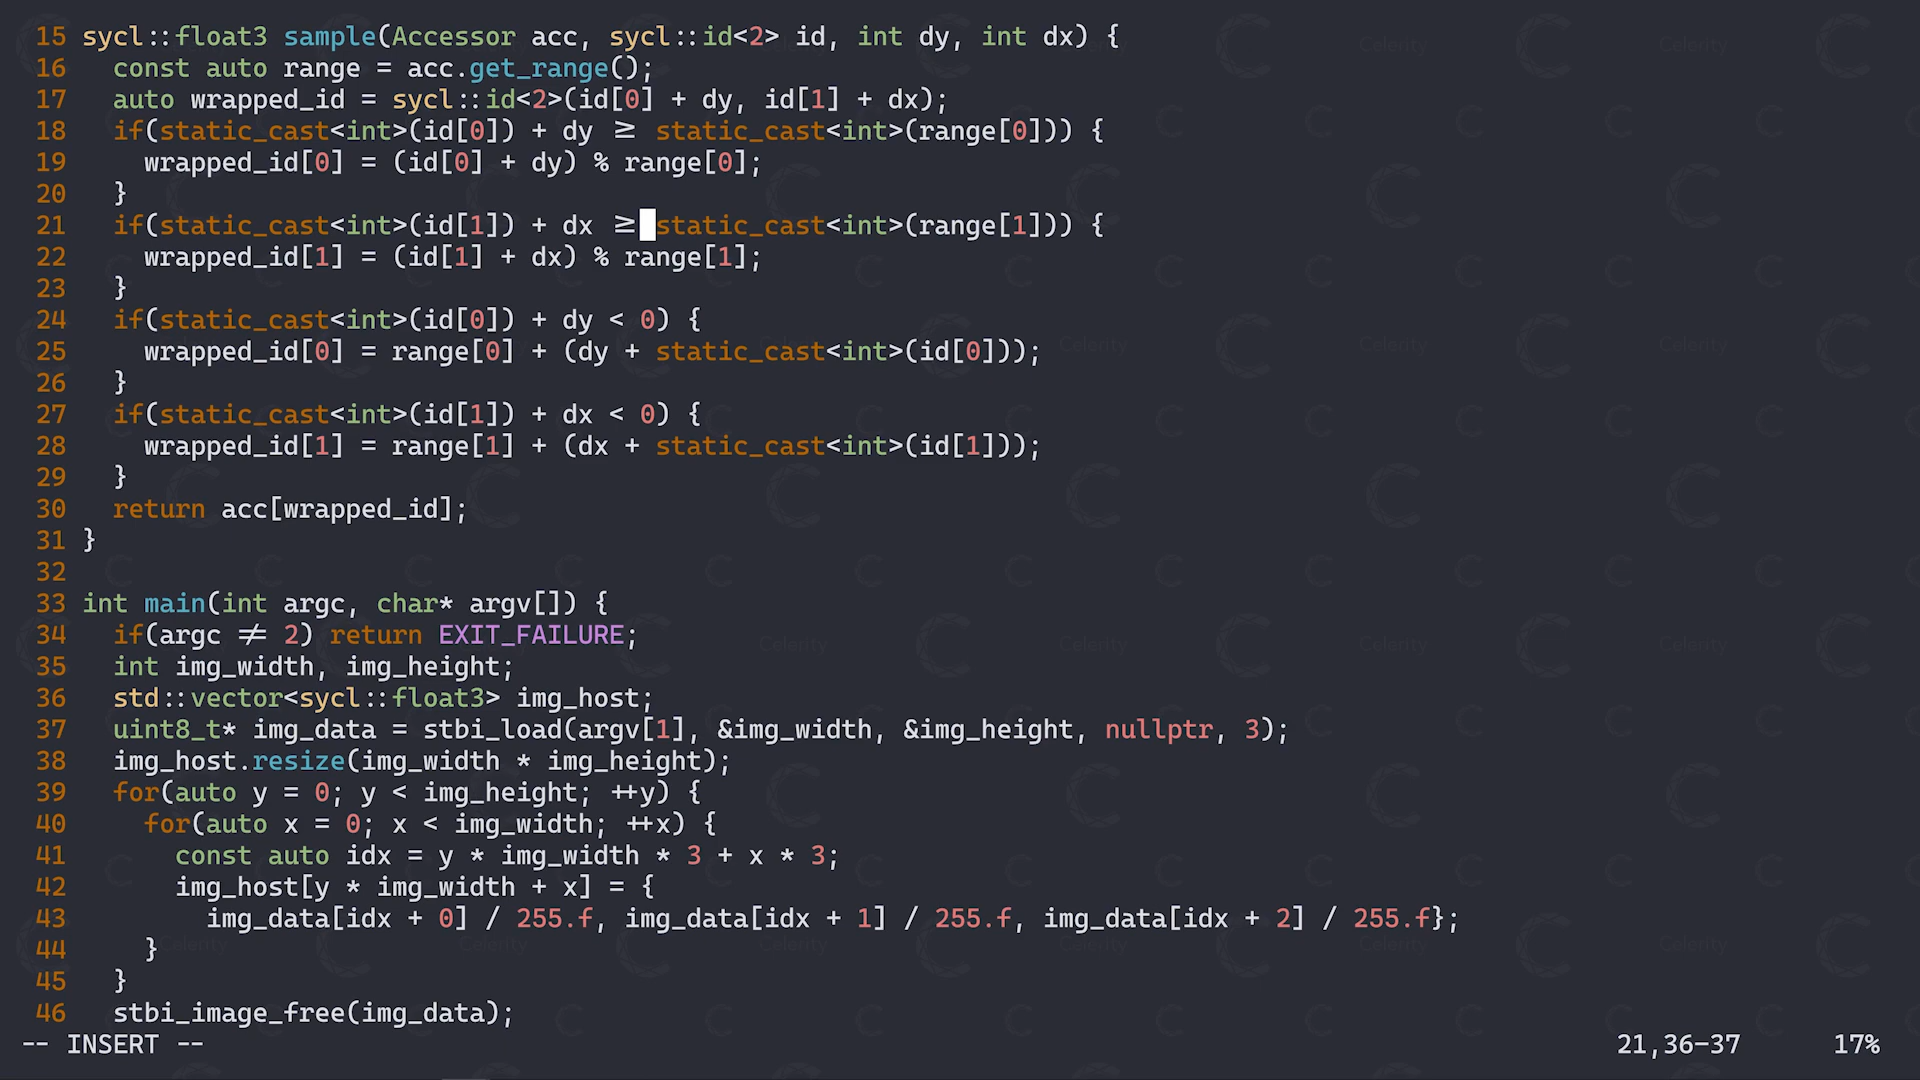 15 sycl::float3 sample(Accessor acc, sycl::id<2> id, int dy, int dx) {
16   const auto range = acc.get_range();
17   auto wrapped_id = sycl::id<2>(id[0] + dy, id[1] + dx);
18   if(static_cast<int>(id[0]) + dy ≥ static_cast<int>(range[0])) {
19     wrapped_id[0] = (id[0] + dy) % range[0];
20   }
21   if(static_cast<int>(id[1]) + dx ≥ static_cast<int>(range[1])) {
22     wrapped_id[1] = (id[1] + dx) % range[1];
23   }
24   if(static_cast<int>(id[0]) + dy < 0) {
25     wrapped_id[0] = range[0] + (dy + static_cast<int>(id[0]));
26   }
27   if(static_cast<int>(id[1]) + dx < 0) {
28     wrapped_id[1] = range[1] + (dx + static_cast<int>(id[1]));
29   }
30   return acc[wrapped_id];
31 }
32
33 int main(int argc, char* argv[]) {
34   if(argc ≠ 2) return EXIT_FAILURE;
35   int img_width, img_height;
36   std::vector<sycl::float3> img_host;
37   uint8_t* img_data = stbi_load(argv[1], &img_width, &img_height, nullptr, 3);
38   img_host.resize(img_width * img_height);
39   for(auto y = 0; y < img_height; ++y) {
40     for(auto x = 0; x < img_width; ++x) {
41       const auto idx = y * img_width * 3 + x * 3;
42       img_host[y * img_width + x] = {
43         img_data[idx + 0] / 255.f, img_data[idx + 1] / 255.f, img_data[idx + 2] / 255.f};
44     }
45   }
46   stbi_image_free(img_data);
-- INSERT -- 21,36-37 17%